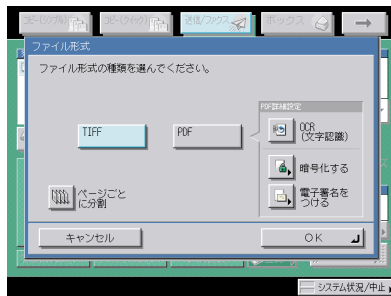 コピー(シンプル)
コピー(クイック)
送信/ファクス
ボックス
ファイル形式
ファイル形式の種類を選んでください。
TIFF
PDF
PDF詳細設定
OCR
(文字認識)
暗号化する
電子署名を
つける
ページごと
に分割
キャンセル
OK
システム状況/中止